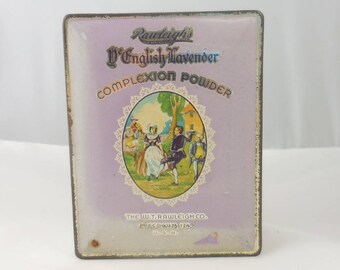 Rawleigh's
Ye English Lavender
COMPLEXION POWDER
THE W.T. RAWLEIGH CO.
U.S.A.